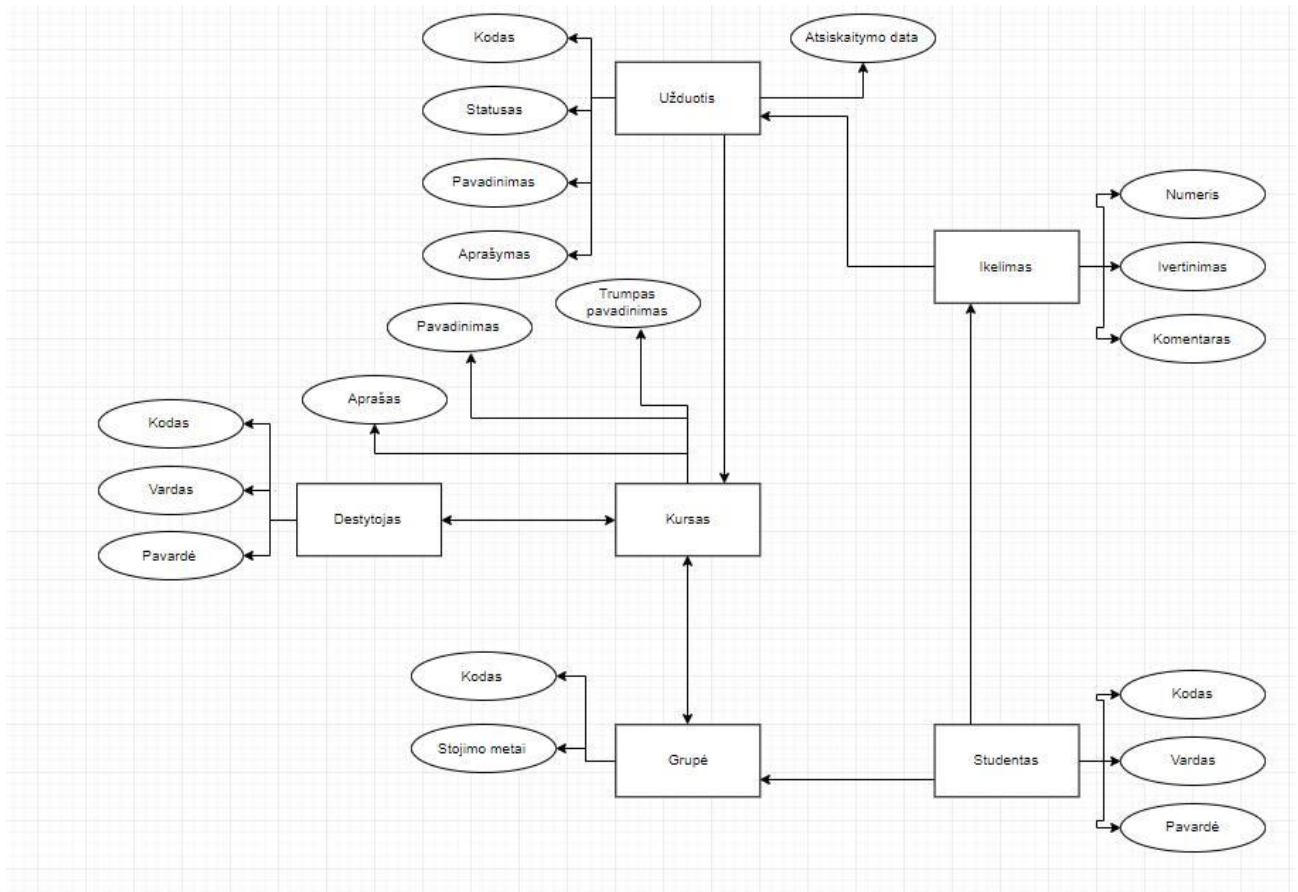 Kodas
Atsiskaitymo data
Užduotis
Statusas
Pavadinimas
Numeris
Aprašymas
Ikelimas
Ivertinimas
Trumpas
pavadinimas
Pavadinimas
Komentaras
Aprašas
Kodas
Vardas
Destytojas
Kursas
Pavardė
Kodas
Kodas
Stojimo metai
Grupė
Studentas
Vardas
Pavardė